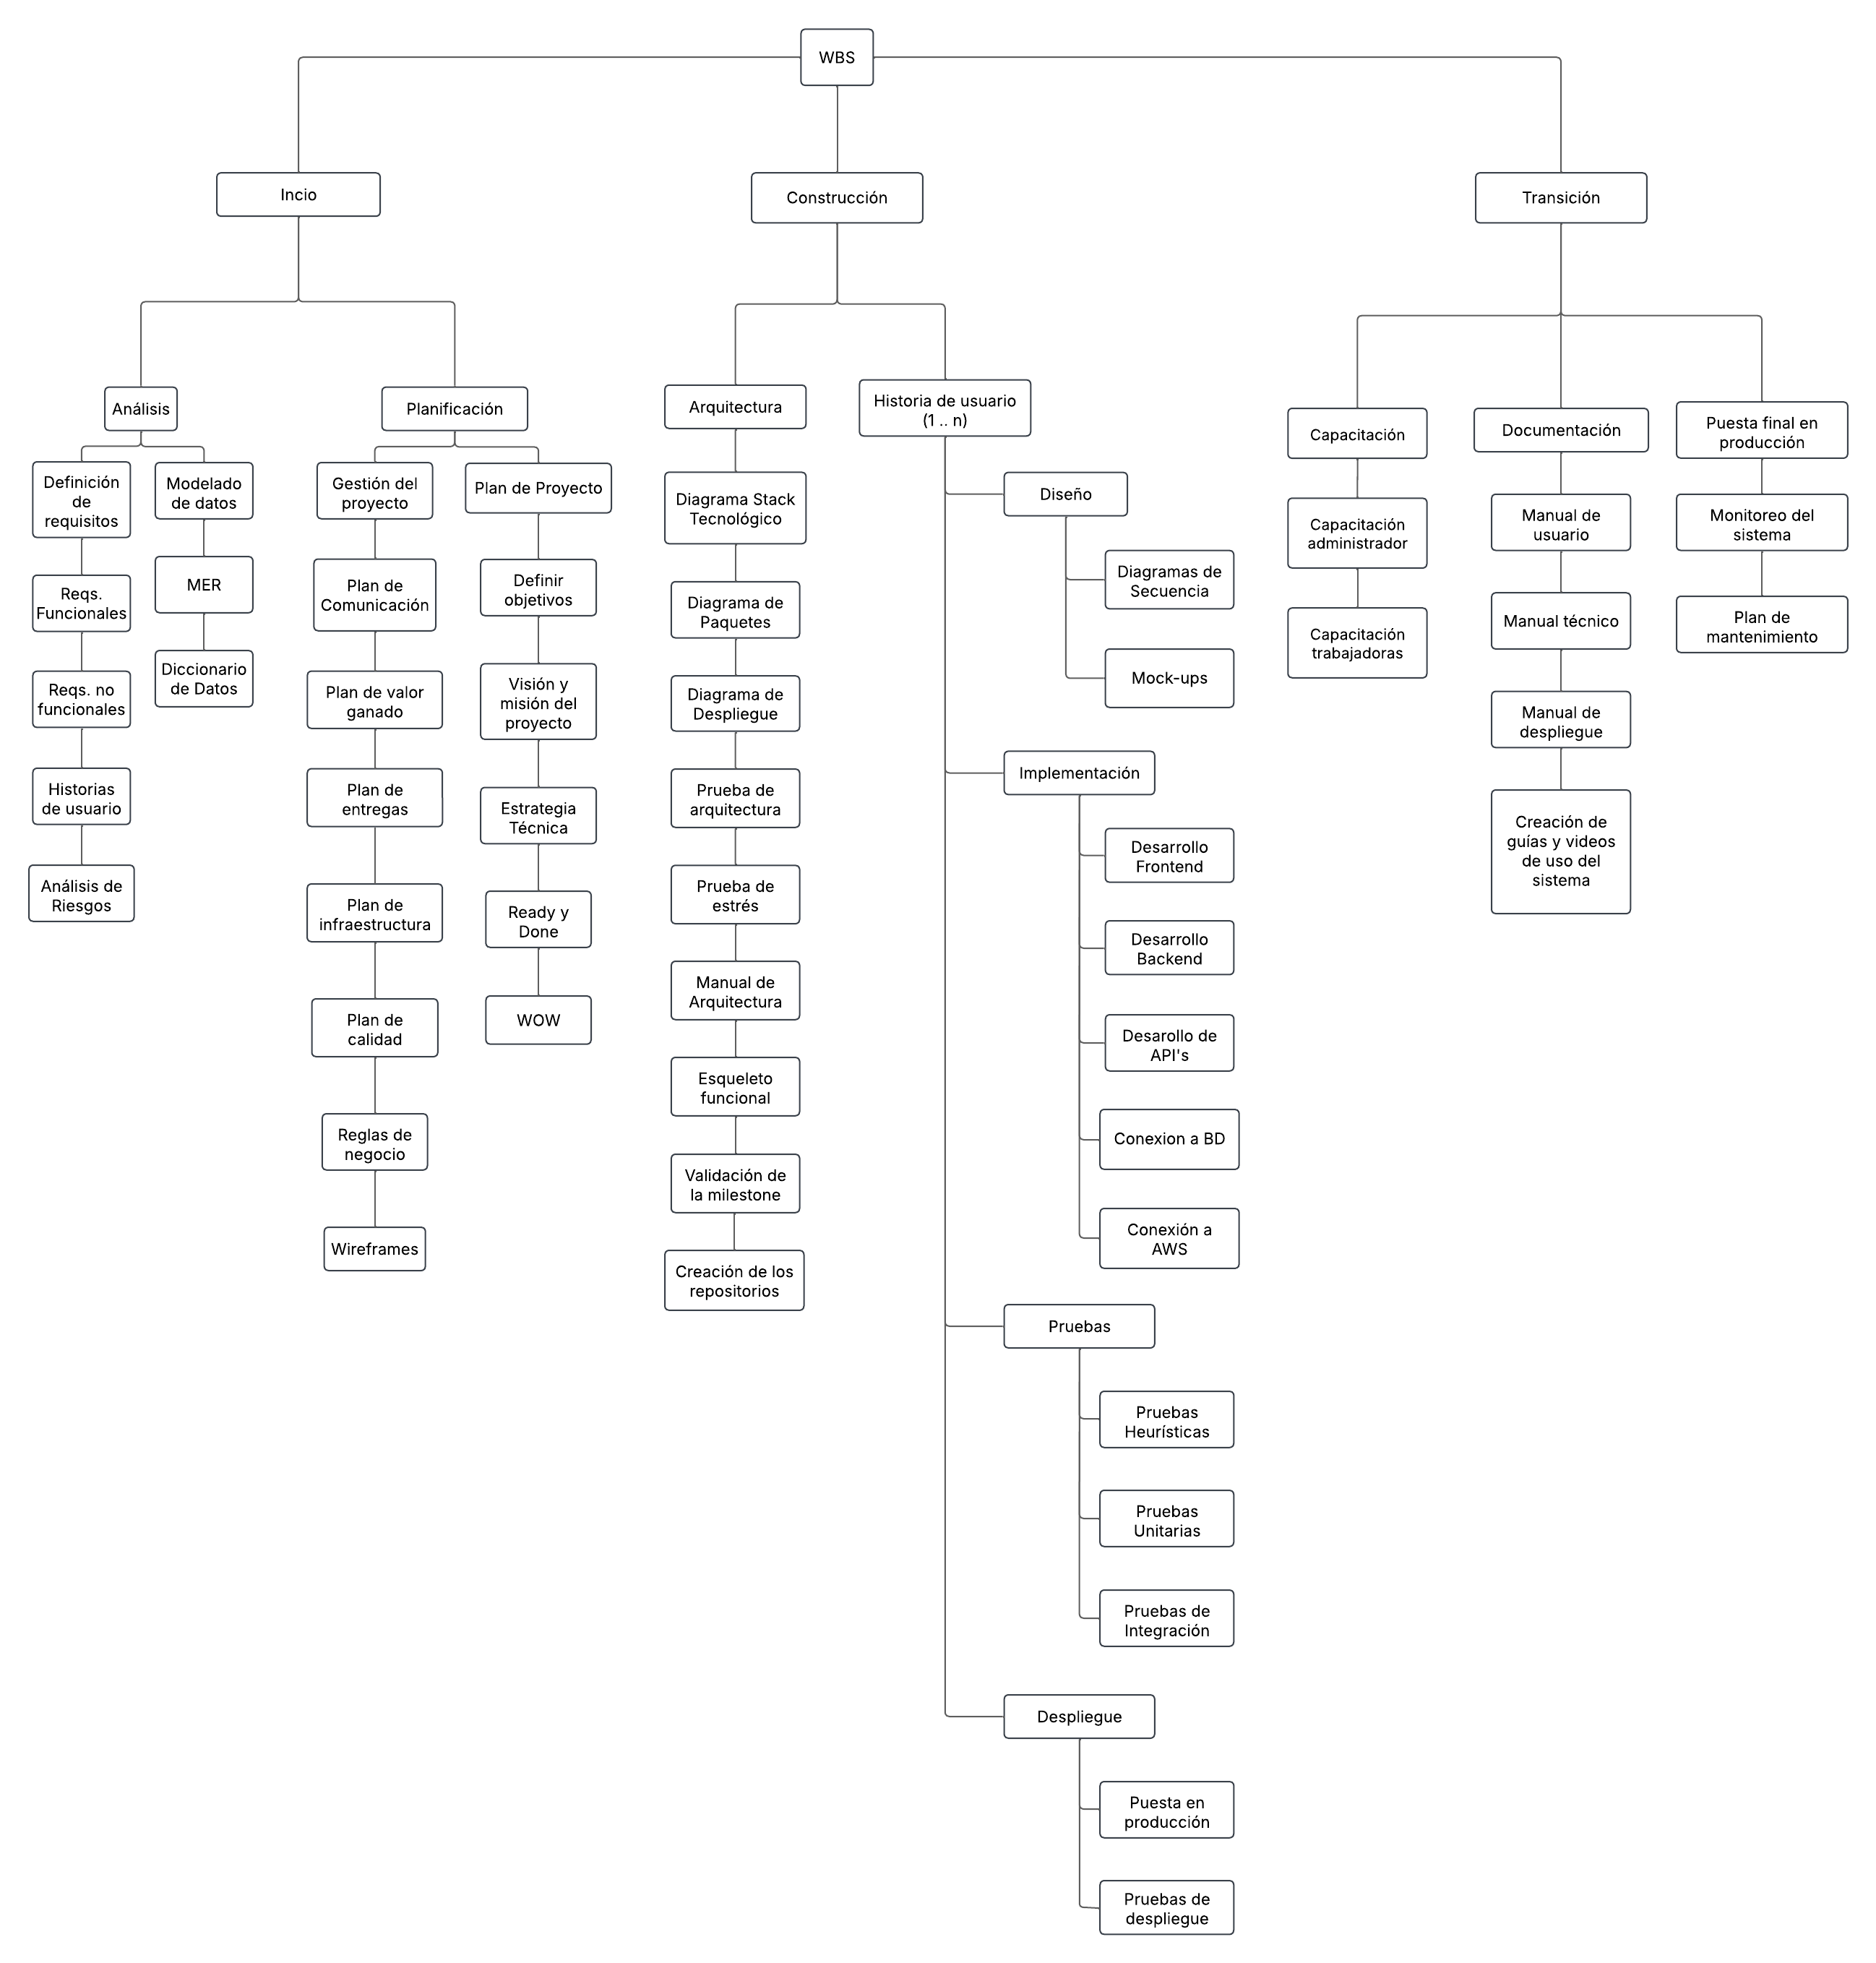 WBS
Incio
Construcción
Transición
Análisis
Planificación
Arquitectura
Historia de usuario
(1 .. n)
Capacitación
Documentación
Puesta final en
producción
Definición
de
requisitos
Reqs.
Funcionales
Reqs. no
funcionales
Historias
de usuario
Análisis de
Riesgos
Modelado
de datos
MER
Diccionario
de Datos
Gestión del
proyecto
Plan de
Comunicación
Plan de valor
ganado
Plan de
entregas
Plan de
infraestructura
Plan de
calidad
Reglas de
negocio
Wireframes
Plan de Proyecto
Definir
objetivos
Visión y
misión del
proyecto
Estrategia
Técnica
Ready y
Done
WOW
Diagrama Stack
Tecnológico
Diagrama de
Paquetes
Diagrama de
Despliegue
Prueba de
arquitectura
Prueba de
estrés
Manual de
Arquitectura
Esqueleto
funcional
Validación de
la milestone
Creación de los
repositorios
Diseño
Diagramas de
Secuencia
Mock-ups
Implementación
Desarrollo
Frontend
Desarrollo
Backend
Desarollo de
API's
Conexion a BD
Conexión a
AWS
Pruebas
Pruebas
Heurísticas
Pruebas
Unitarias
Pruebas de
Integración
Despliegue
Puesta en
producción
Pruebas de
despliegue
Capacitación
administrador
Capacitación
trabajadoras
Manual de
usuario
Manual técnico
Manual de
despliegue
Creación de
guías y videos
de uso del
sistema
Monitoreo del
sistema
Plan de
mantenimiento